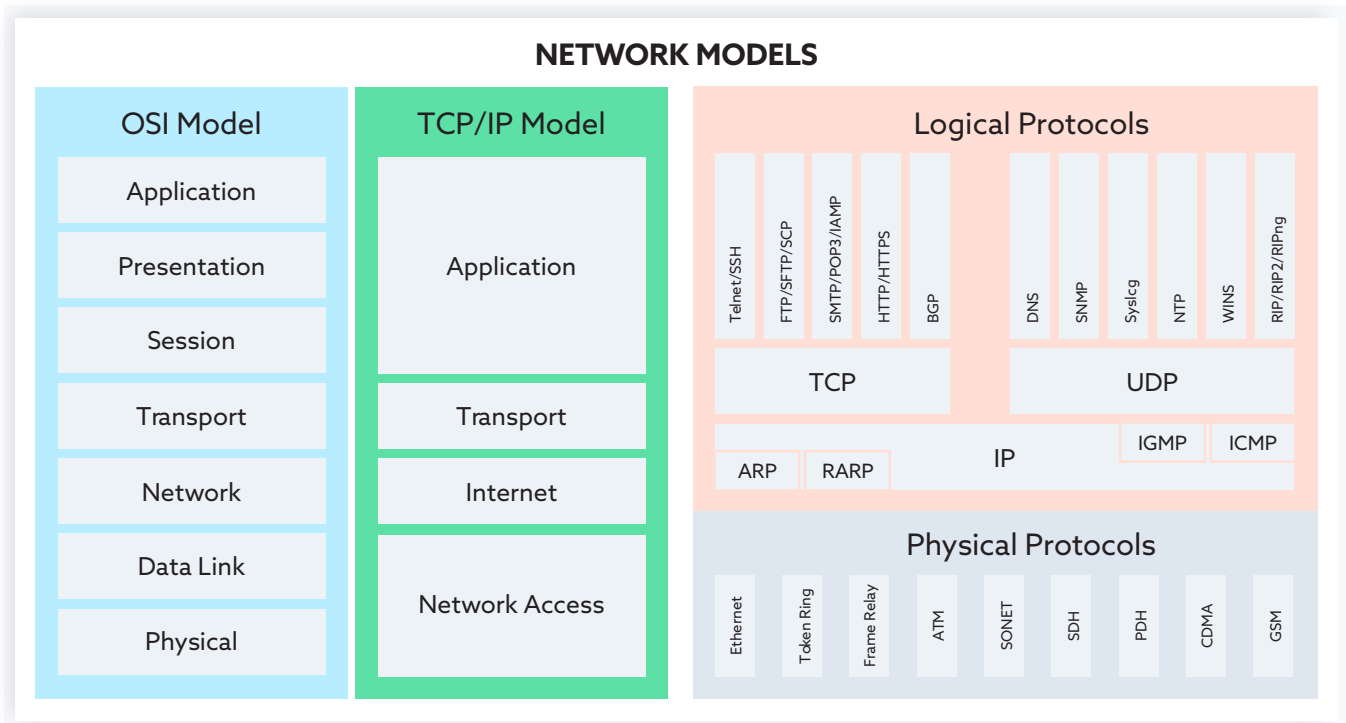 NETWORK MODELS
OSI Model
Application
Presentation
Session
Transport
Network
Data Link
Physical
TCP/IP Model
Application
Transport
Internet
Network Access
Logical Protocols
Telnet/SSH
FTP/SFTP/SCP
SMTP/POP3/IAMP
HTTP/HTTPS
BGP
DNS
SNMP
Syslcg
NTP
WINS
RIP/RIP2/RIPng
TCP
UDP
IP
IGMP
ICMP
ARP
RARP
Physical Protocols
Ethernet
Token Ring
Frame Relay
ATM
SONET
SDH
PDH
CDMA
GSM